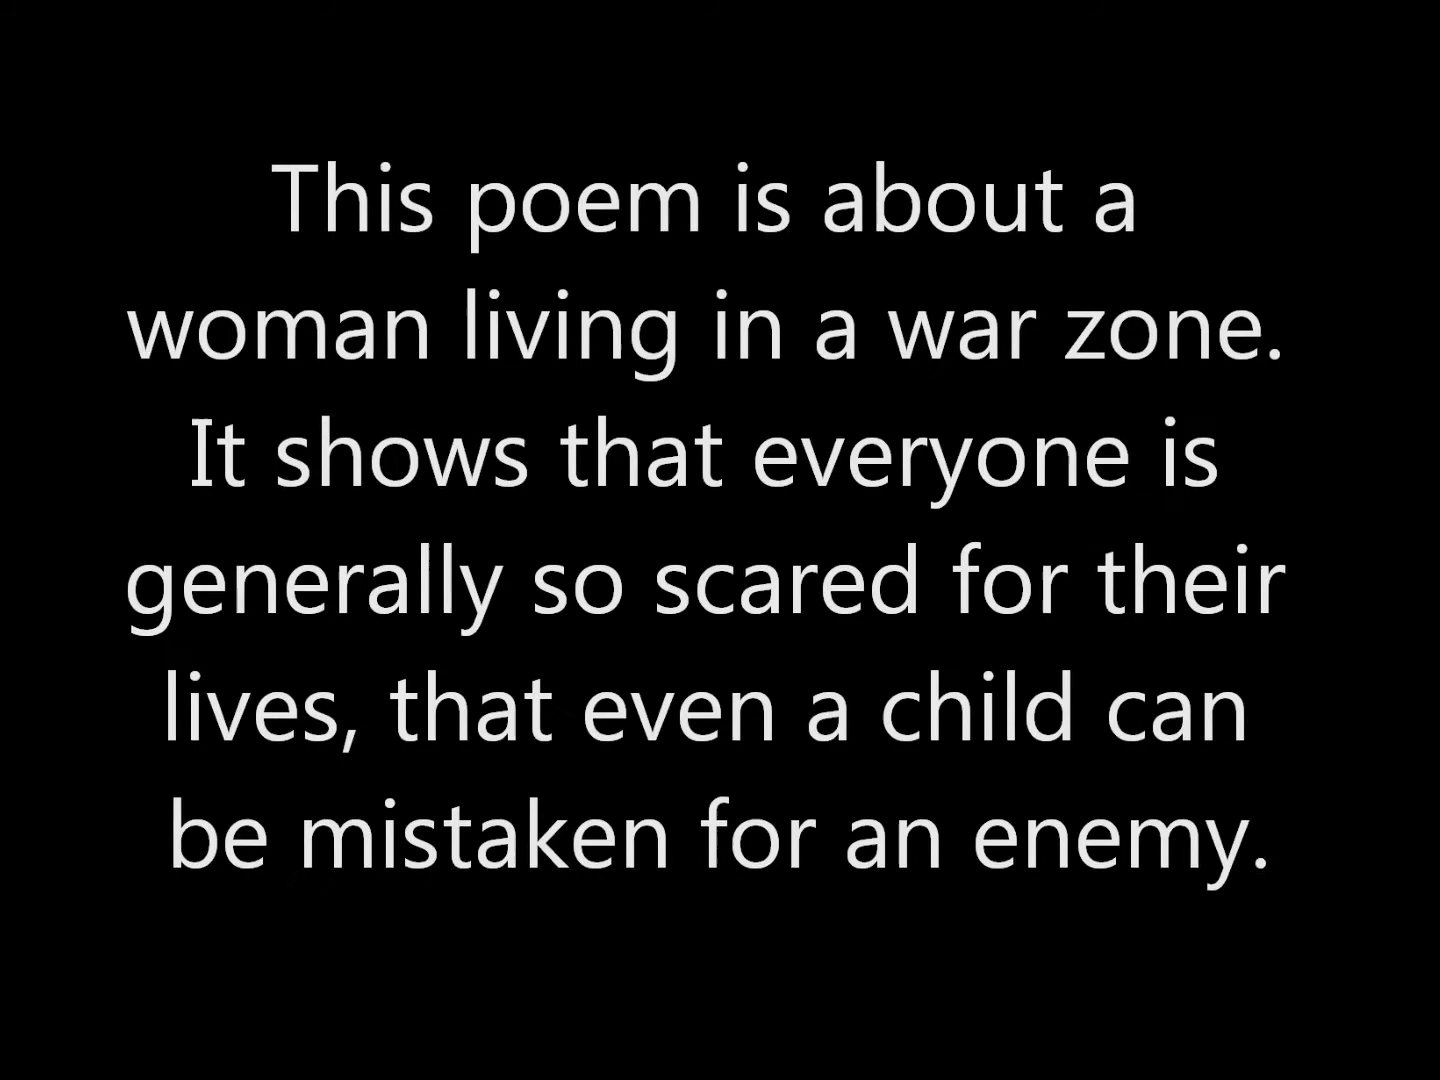 This poem is about a
woman living in a war zone.
It shows that everyone is
generally so scared for their
lives, that even a child can
be mistaken for an enemy.